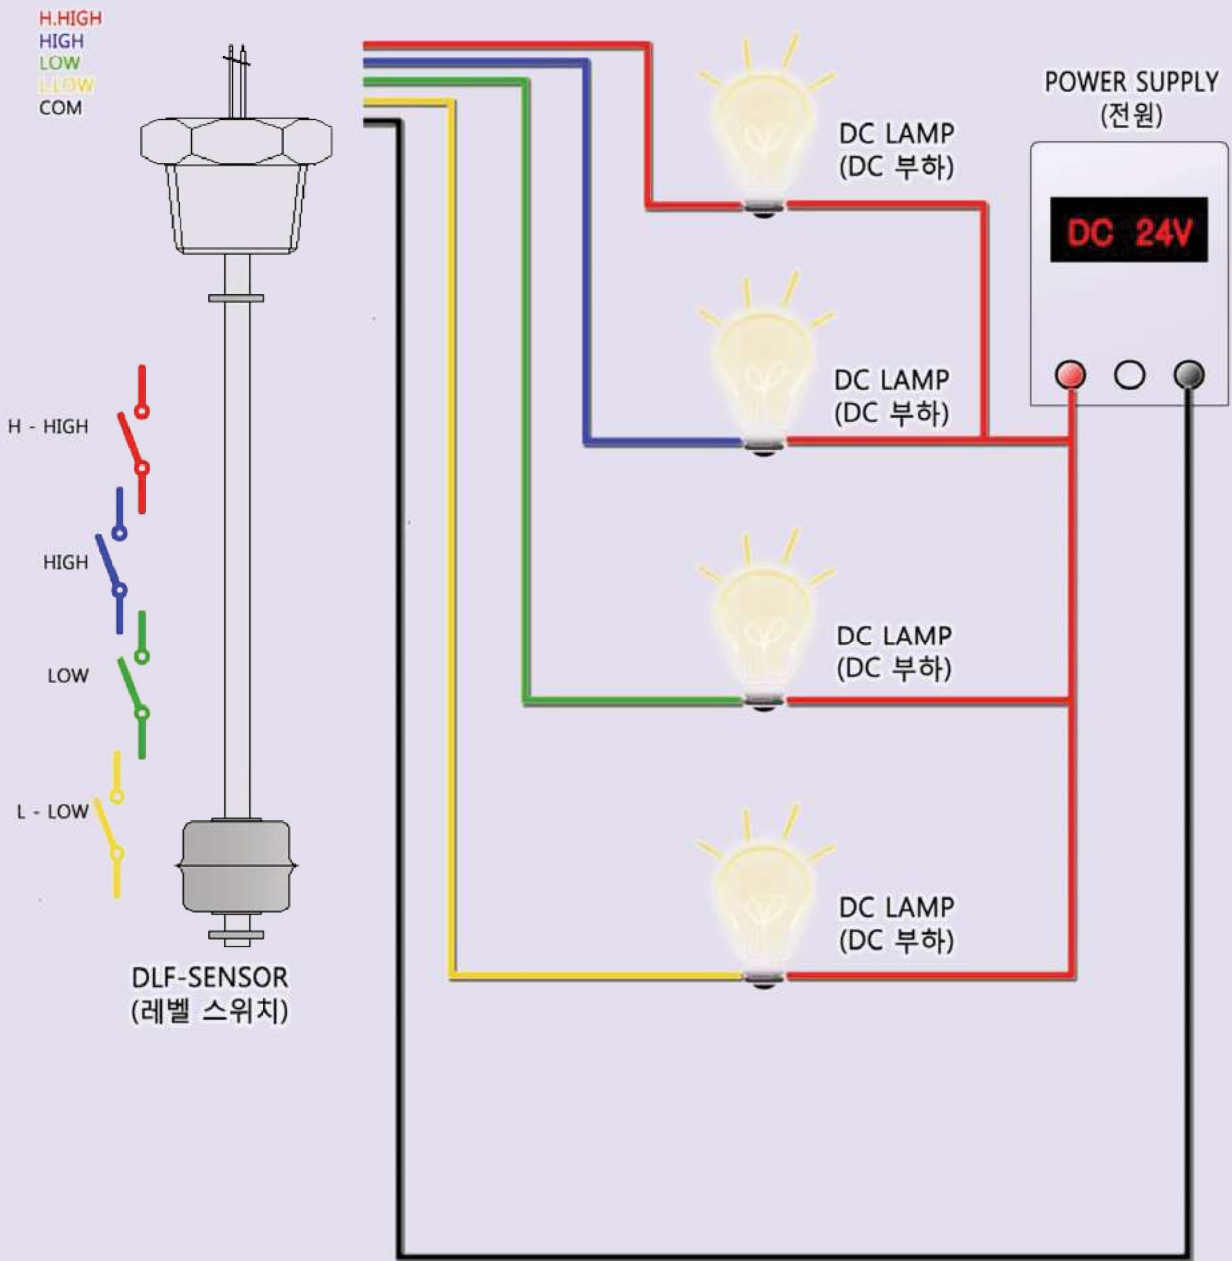 H.HIGH
HIGH
LOW
L.LOW
COM
DC LAMP
(DC 부하)
POWER SUPPLY
(전원)
DC 24V
DC LAMP
(DC 부하)
H - HIGH
HIGH
LOW
L - LOW
DC LAMP
(DC 부하)
DC LAMP
(DC 부하)
DLF-SENSOR
(레벨 스위치)